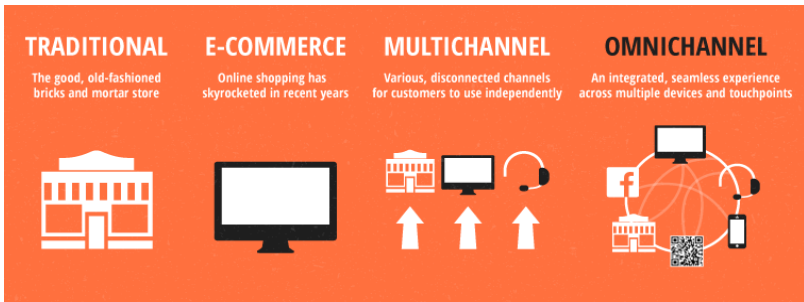 TRADITIONAL
The good, old-fashioned
bricks and mortar store
E-COMMERCE
Online shopping has
skyrocketed in recent years
MULTICHANNEL
Various, disconnected channels
for customers to use independently
OMNICHANNEL
An integrated, seamless experience
across multiple devices and touchpoints
f